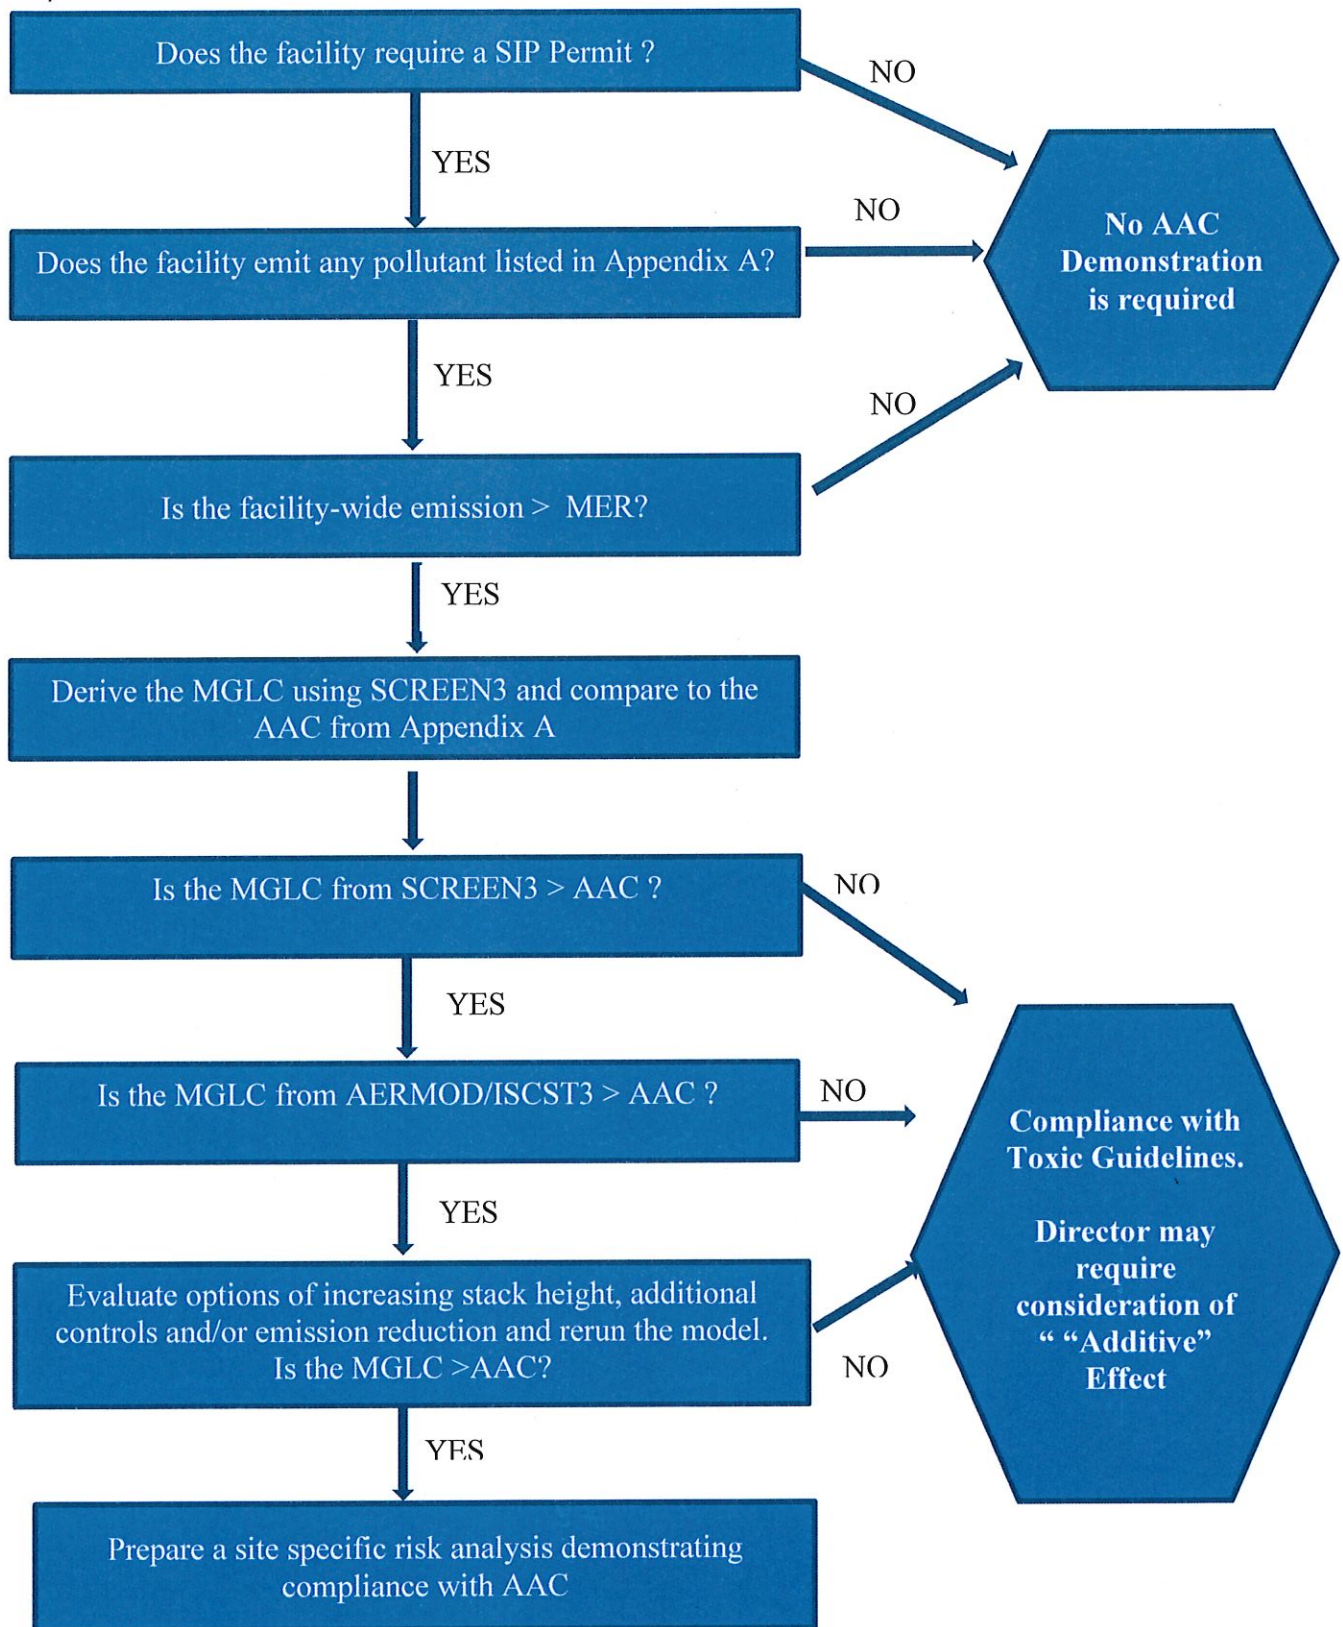 Does the facility require a SIP Permit ?
NO
YES
NO
No AAC
Demonstration
is required
Does the facility emit any pollutant listed in Appendix A?
YES
NO
Is the facility-wide emission > MER?
YES
Derive the MGLC using SCREEN3 and compare to the
AAC from Appendix A
Is the MGLC from SCREEN3 > AAC ?
NO
YES
Is the MGLC from AERMOD/ISCST3 > AAC ?
NO
Compliance with
Toxic Guidelines.
Director may
require
consideration of
“ “Additive”
Effect
YES
Evaluate options of increasing stack height, additional
controls and/or emission reduction and rerun the model.
Is the MGLC >AAC?
NO
YES
Prepare a site specific risk analysis demonstrating
compliance with AAC